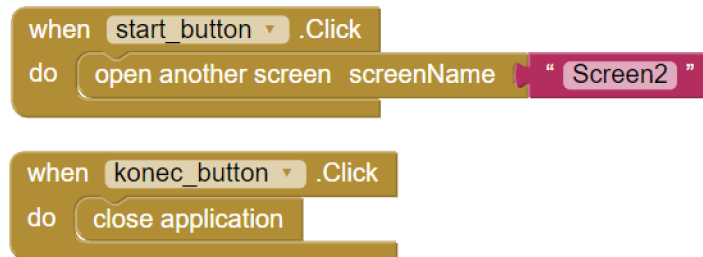 when start_button .Click
do open another screen screenName “ Screen2 ”
when konec_button .Click
do close application